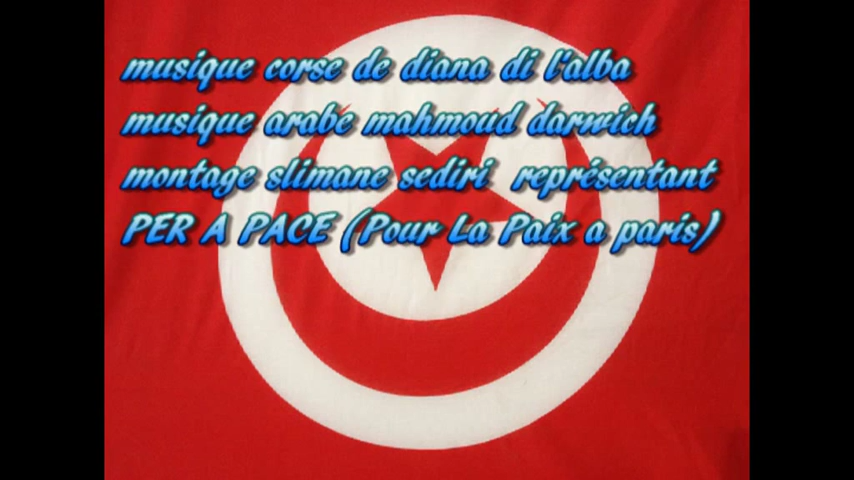 musique corse de diana di l'alba
musique arabe mahmoud darwich
montage slimane sediri représentant
PER A PACE (Pour La Paix a paris)